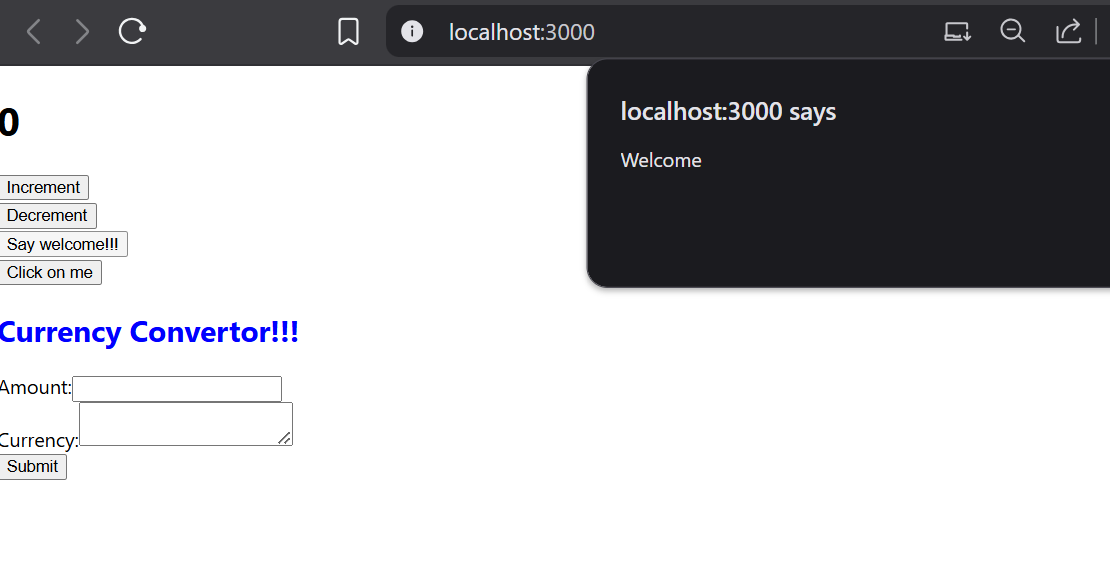 localhost:3000
localhost:3000 says
Welcome
0
Increment
Decrement
Say welcome!!!
Click on me
Currency Convertor!!!
Amount:
Currency:
Submit